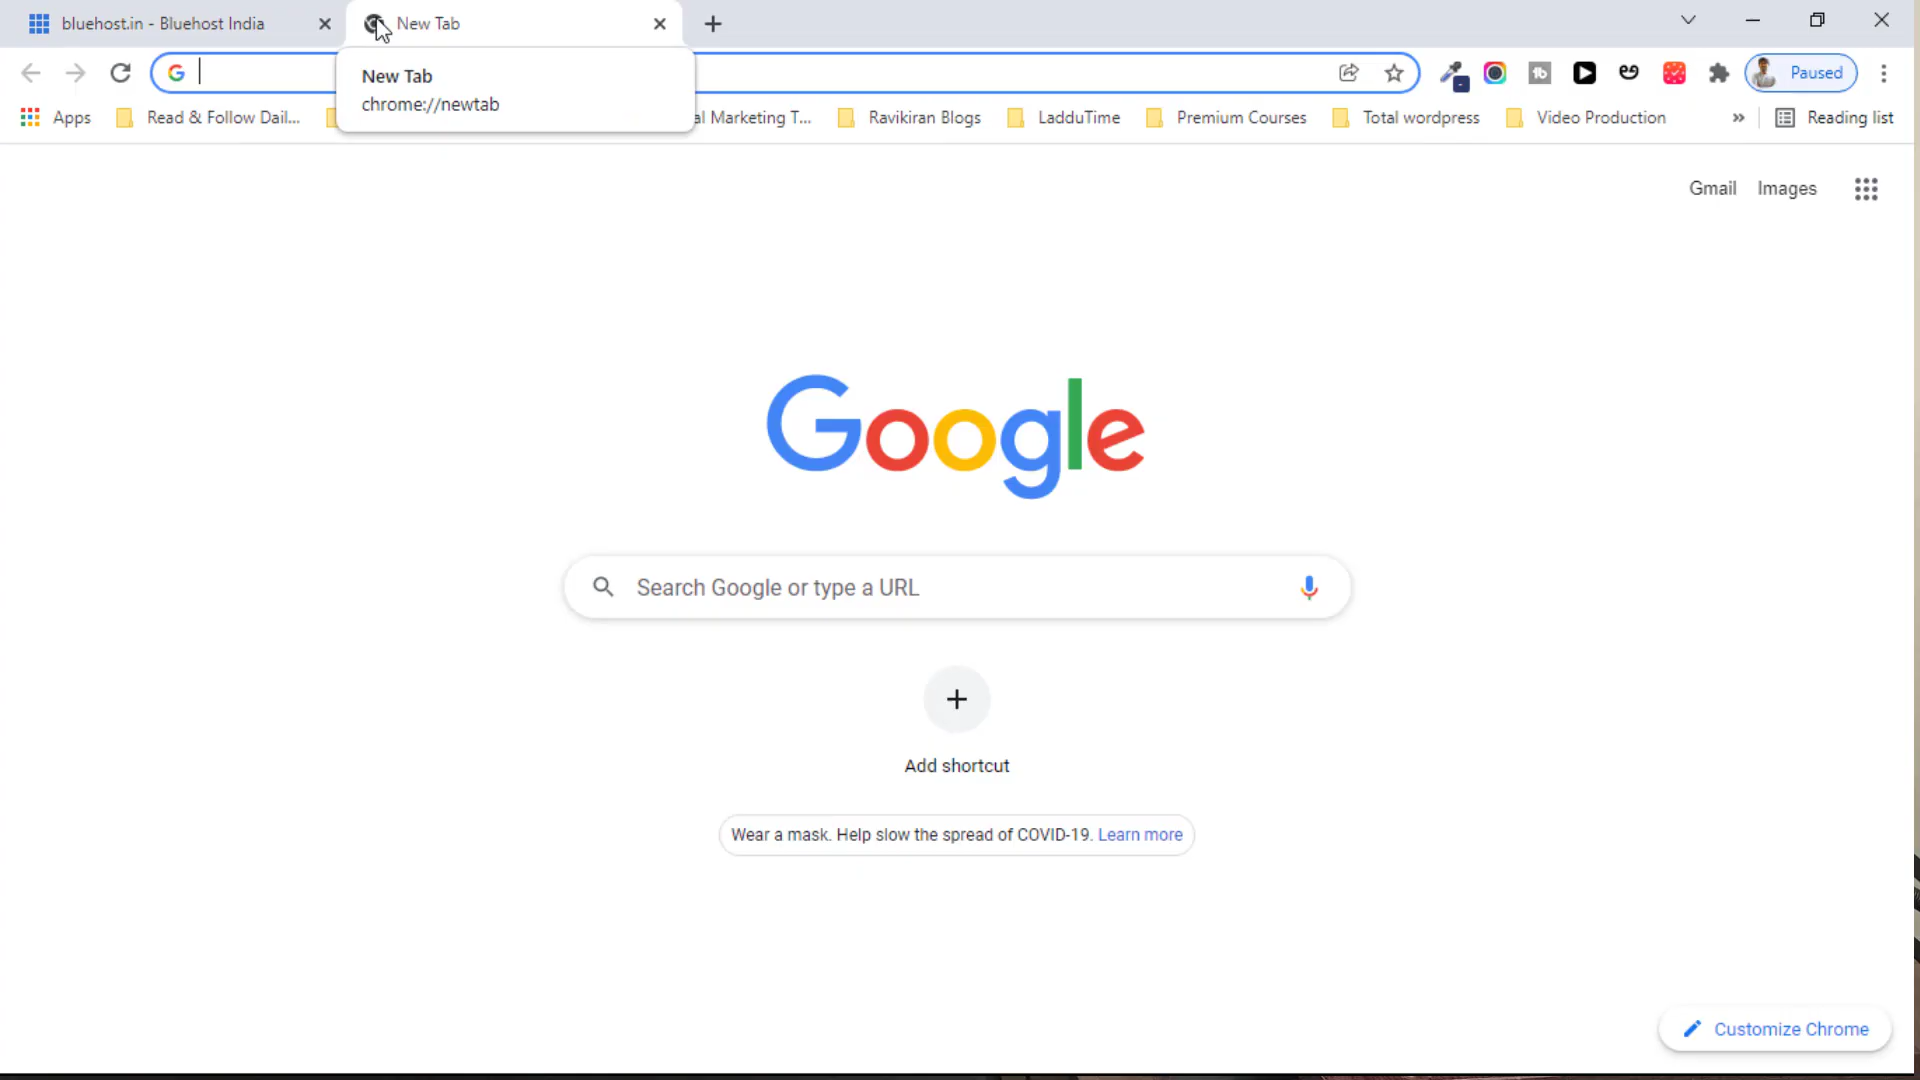 bluehost.in - Bluehost India
New Tab
New Tab
chrome://newtab
Paused
Apps
Read & Follow Dail...
al Marketing T...
Ravikiran Blogs
LadduTime
Premium Courses
Total wordpress
Video Production
»
Reading list
Gmail
Images
Google
Search Google or type a URL
Add shortcut
Wear a mask. Help slow the spread of COVID-19. Learn more
Customize Chrome